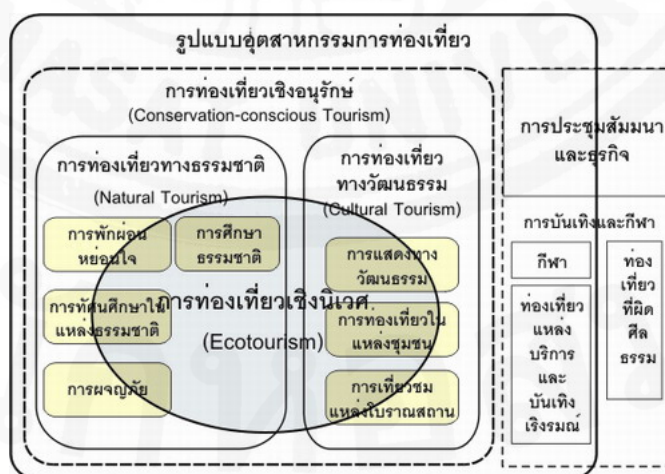 รูปแบบอุตสาหกรรมการท่องเที่ยว
การท่องเที่ยวเชิงอนุรักษ์
(Conservation-conscious Tourism)
การท่องเที่ยวทางธรรมชาติ
(Natural Tourism)
การพักผ่อน
หย่อนใจ
การศึกษา
ธรรมชาติ
การทัศนศึกษาใน
แหล่งธรรมชาติ
การผจญภัย
การท่องเที่ยว
ทางวัฒนธรรม
(Cultural Tourism)
การแสดงทาง
วัฒนธรรม
การท่องเที่ยวใน
แหล่งชุมชน
การเที่ยวชม
แหล่งโบราณสถาน
การท่องเที่ยวเชิงนิเวศ
(Ecotourism)
การประชุมสัมมนา
และธุรกิจ
การบันเทิงและกีฬา
กีฬา
ท่องเที่ยว
แหล่ง
บริการ
และ
บันเทิง
เริงรมณ์
ท่อง
เที่ยว
ที่ผิด
ศีล
ธรรม